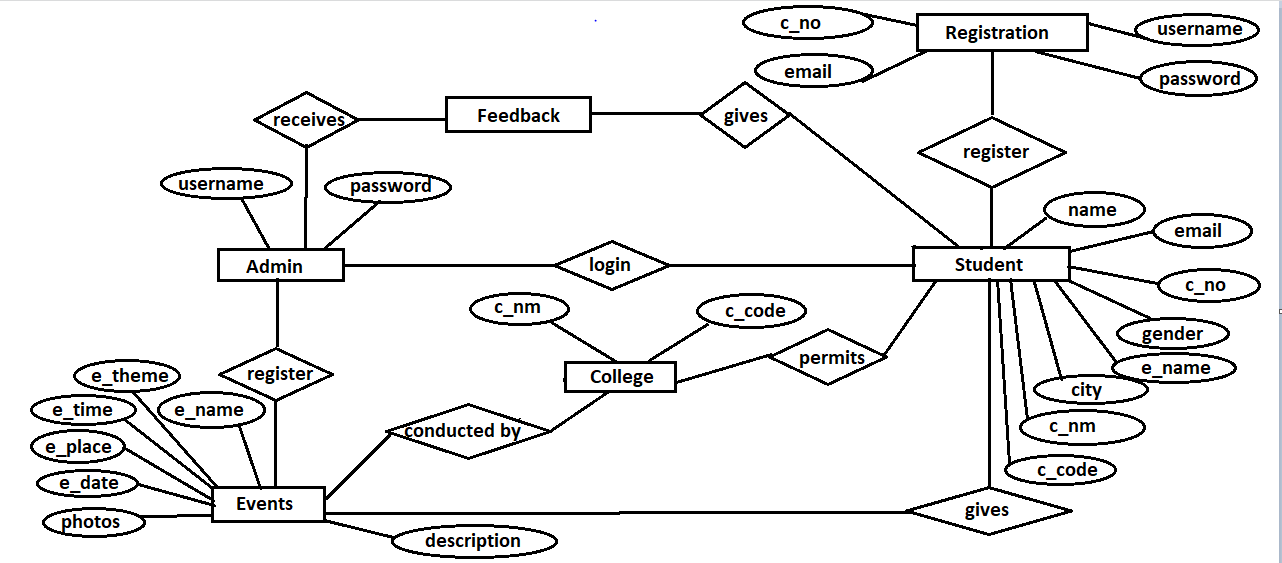 c_no
Registration
username
email
password
receives
Feedback
gives
register
username
password
name
email
Admin
login
Student
c_no
c_nm
c_code
gender
College
permits
e_name
register
e_theme
city
e_time
e_name
c_nm
conducted by
e_place
c_code
e_date
Events
gives
photos
description